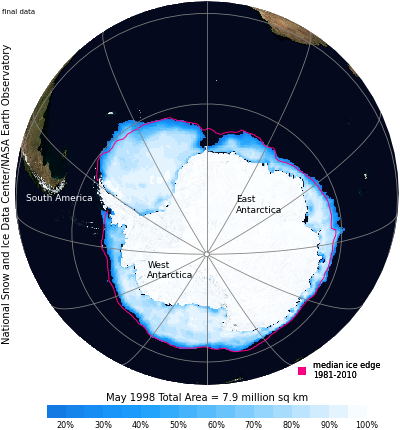 final data
National Snow and Ice Data Center/NASA Earth Observatory
South America
East
Antarctica
West
Antarctica
median ice edge
1981-2010
May 1998 Total Area = 7.9 million sq km
20% 30% 40% 50% 60% 70% 80% 90% 100%